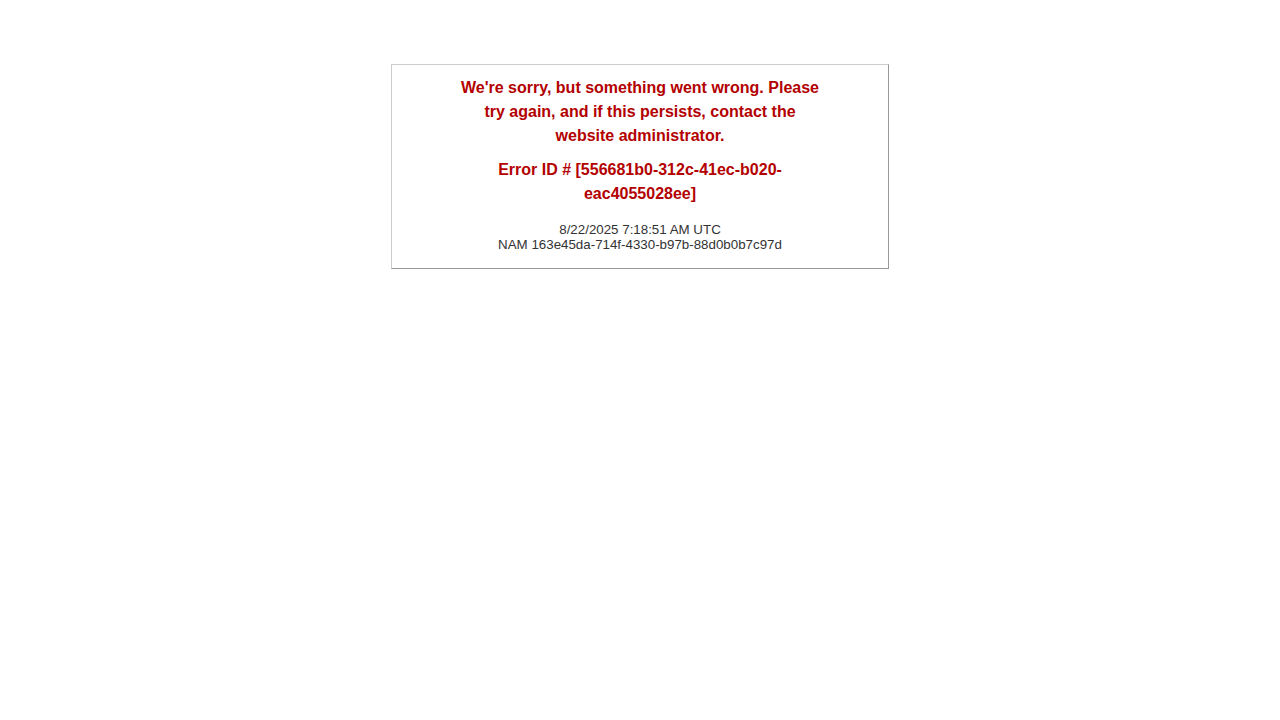 We're sorry, but something went wrong. Please
try again, and if this persists, contact the
website administrator.
Error ID # [556681b0-312c-41ec-b020-
eac4055028ee]
8/22/2025 7:18:51 AM UTC
NAM 163e45da-714f-4330-b97b-88d0b0b7c97d